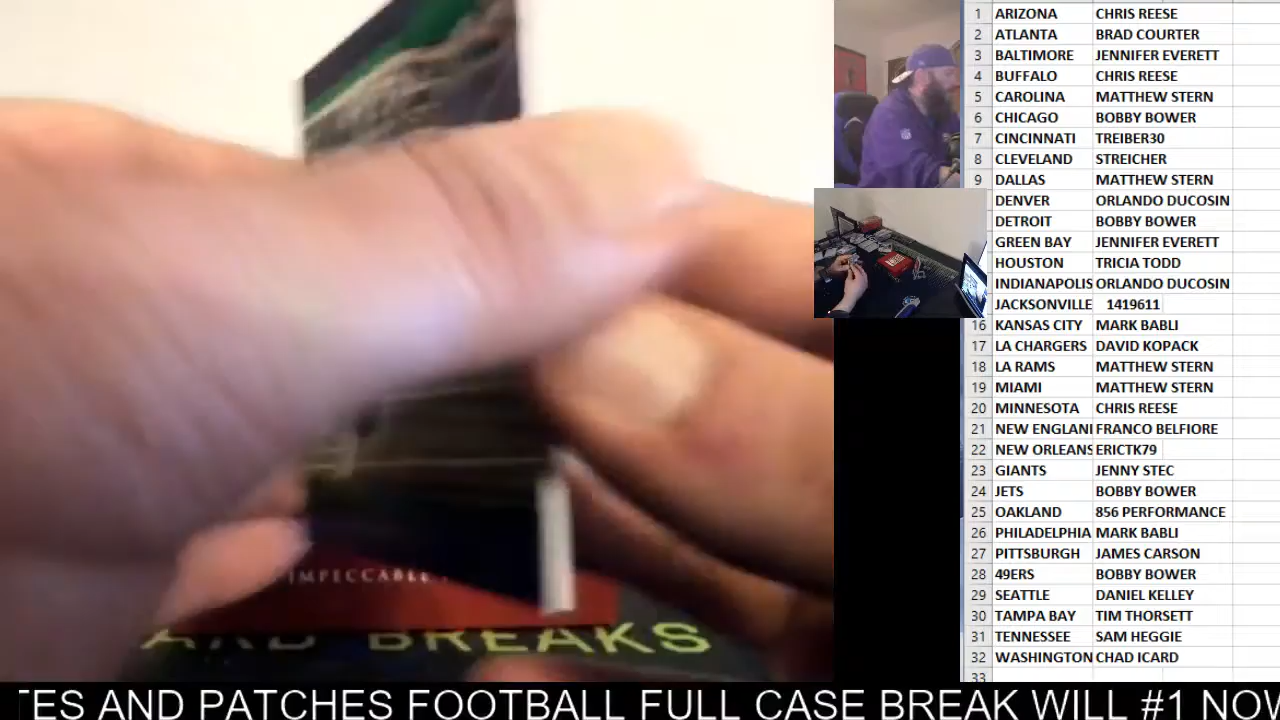 1 ARIZONA CHRIS REESE
2 ATLANTA BRAD COURTER
3 BALTIMORE JENNIFER EVERETT
4 BUFFALO CHRIS REESE
5 CAROLINA MATTHEW STERN
6 CHICAGO BOBBY BOWER
7 CINCINNATI TREIBER30
8 CLEVELAND STREICHER
9 DALLAS MATTHEW STERN
DENVER ORLANDO DUCOSIN
DETROIT BOBBY BOWER
GREEN BAY JENNIFER EVERETT
HOUSTON TRICIA TODD
INDIANAPOLIS ORLANDO DUCOSIN
JACKSONVILLE 1419611
16 KANSAS CITY MARK BABLI
17 LA CHARGERS DAVID KOPACK
18 LA RAMS MATTHEW STERN
19 MIAMI MATTHEW STERN
20 MINNESOTA CHRIS REESE
21 NEW ENGLAN FRANCO BELFIORE
22 NEW ORLEANS ERICTK79
23 GIANTS JENNY STEC
24 JETS BOBBY BOWER
25 OAKLAND 856 PERFORMANCE
26 PHILADELPHIA MARK BABLI
27 PITTSBURGH JAMES CARSON
28 49ERS BOBBY BOWER
29 SEATTLE DANIEL KELLEY
30 TAMPA BAY TIM THORSETT
31 TENNESSEE SAM HEGGIE
32 WASHINGTON CHAD ICARD
33
IMPECCABLE
ARD BREAKS
TES AND PATCHES FOOTBALL FULL CASE BREAK WILL #1 NOW